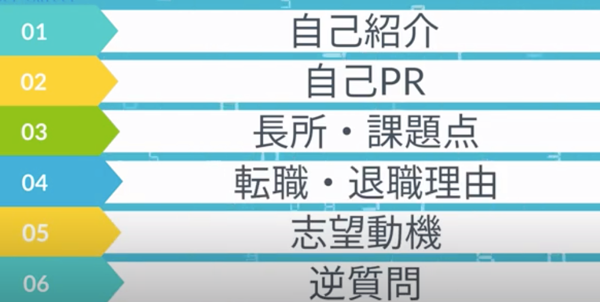 01 自己紹介
02 自己PR
03 長所・課題点
04 転職・退職理由
05 志望動機
06 逆質問